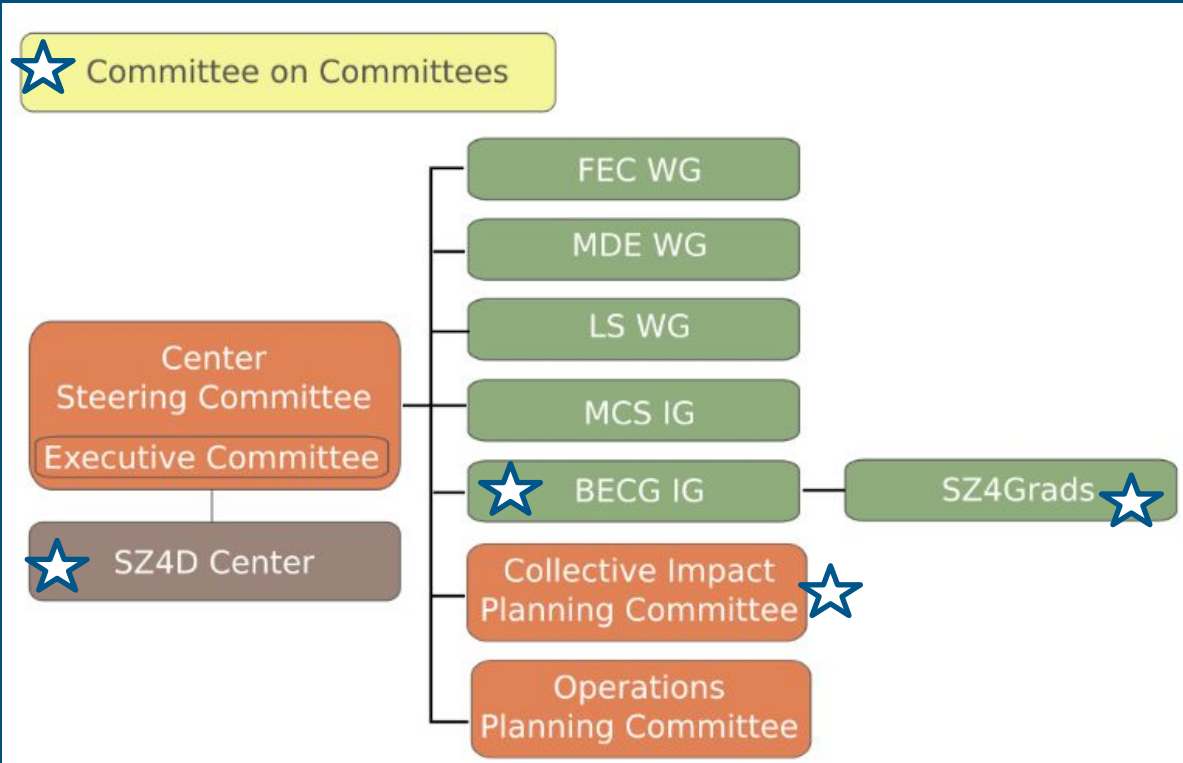 Committee on Committees
FEC WG
MDE WG
LS WG
Center
Steering Committee
Executive Committee
MCS IG
BECG IG
SZ4Grads
SZ4D Center
Collective Impact
Planning Committee
Operations
Planning Committee